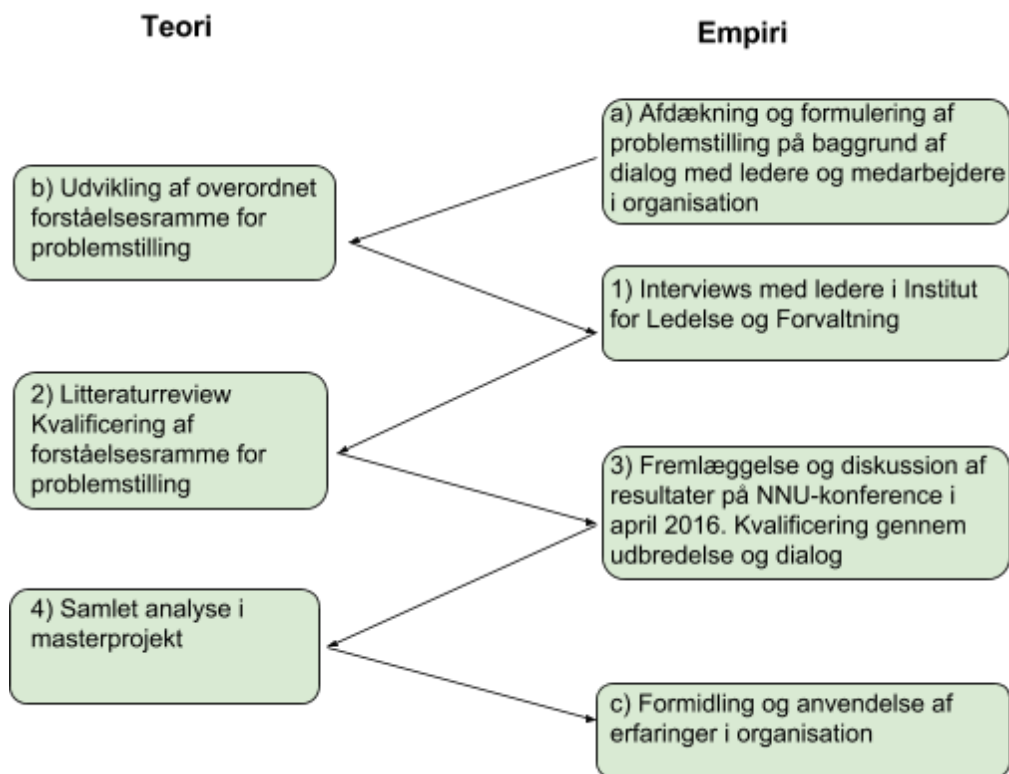 Teori
Empiri
a) Afdækning og formulering af
problemstilling på baggrund af
dialog med ledere og medarbejdere
i organisation
b) Udvikling af overordnet
forståelsesramme for
problemstilling
1) Interviews med ledere i Institut
for Ledelse og Forvaltning
2) Litteraturreview
Kvalificering af
forståelsesramme for
problemstilling
3) Fremlæggelse og diskussion af
resultater på NNU-konference i
april 2016. Kvalificering gennem
udbredelse og dialog
4) Samlet analyse i
masterprojekt
c) Formidling og anvendelse af
erfaringer i organisation